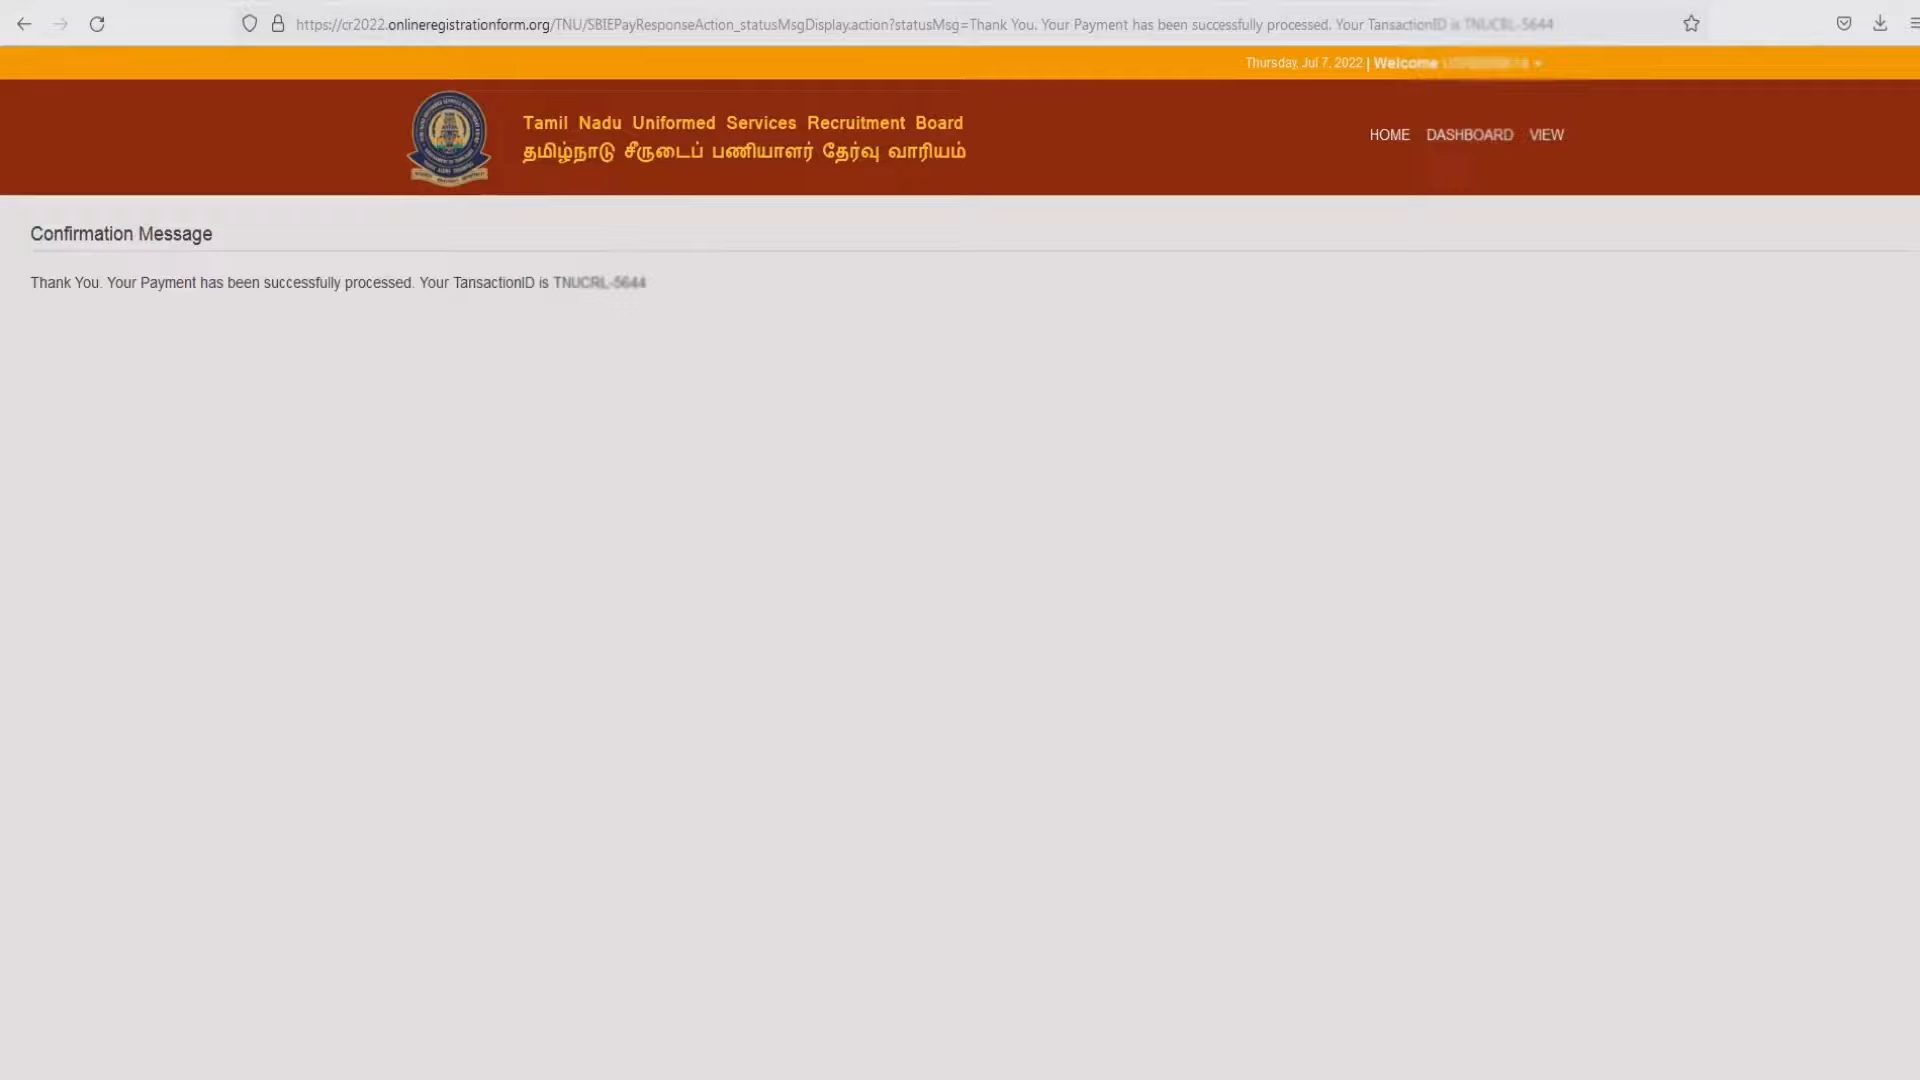 https://cr2022.onlineregistrationform.org/TNU/SBIEPayResponseAction_statusMsgDisplay.action?statusMsg=Thank You. Your Payment has been successfully processed. Your TansactionID is TNUCRL-5644
Thursday, Jul 7, 2022 | Welcome
Tamil Nadu Uniformed Services Recruitment Board
தமிழ்நாடு சீருடைப் பணியாளர் தேர்வு வாரியம்
HOME DASHBOARD VIEW
Confirmation Message
Thank You. Your Payment has been successfully processed. Your TansactionID is TNUCRL-5644